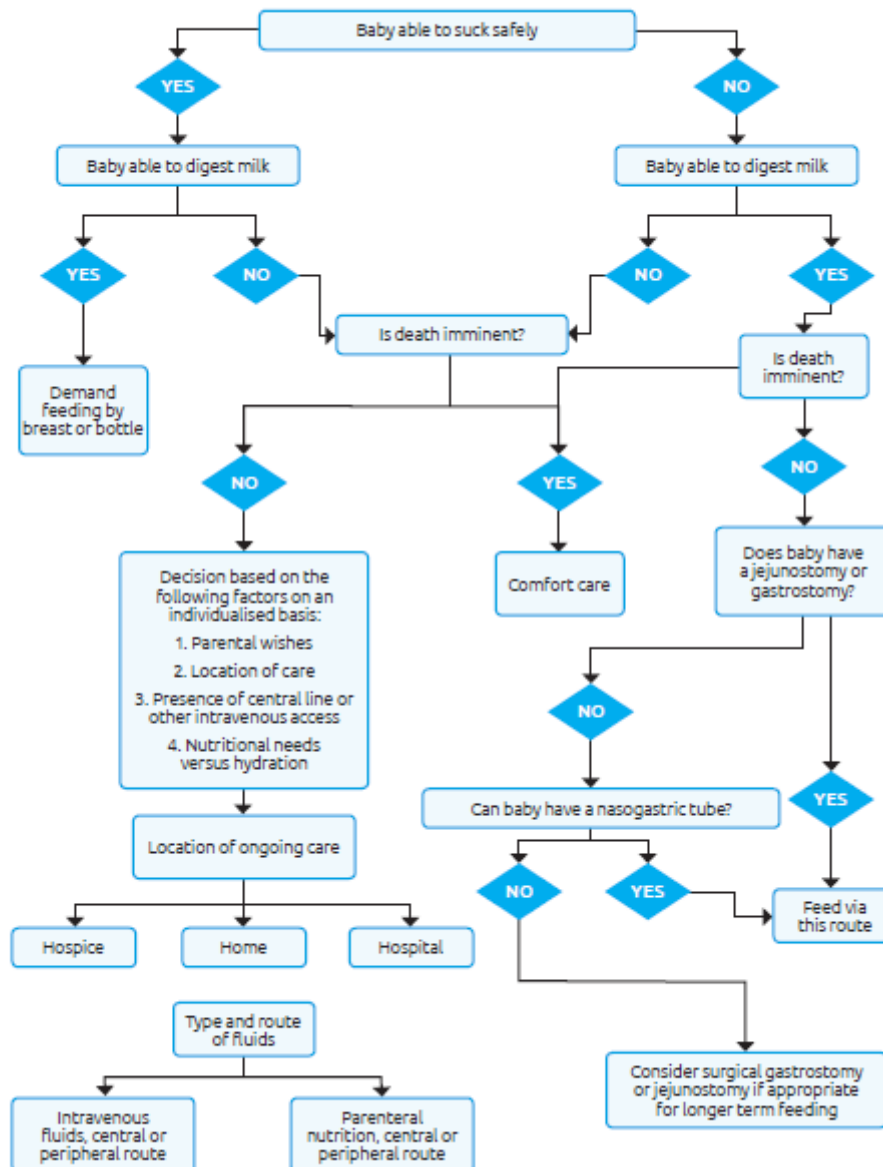 Baby able to suck safely
YES
NO
Baby able to digest milk
Baby able to digest milk
YES
NO
NO
YES
Is death imminent?
Is death
imminent?
Demand
feeding by
breast or bottle
NO
YES
NO
Decision based on the
following factors on an
individualised basis:
1. Parental wishes
2. Location of care
3. Presence of central line or
other intravenous access
4. Nutritional needs
versus hydration
Comfort care
Does baby have
a jejunostomy or
gastrostomy?
NO
YES
Can baby have a nasogastric tube?
Location of ongoing care
NO
YES
Feed via
this route
Hospice
Home
Hospital
Type and route
of fluids
Consider surgical gastrostomy
or jejunostomy if appropriate
for longer term feeding
Intravenous
fluids, central or
peripheral route
Parenteral
nutrition, central or
peripheral route